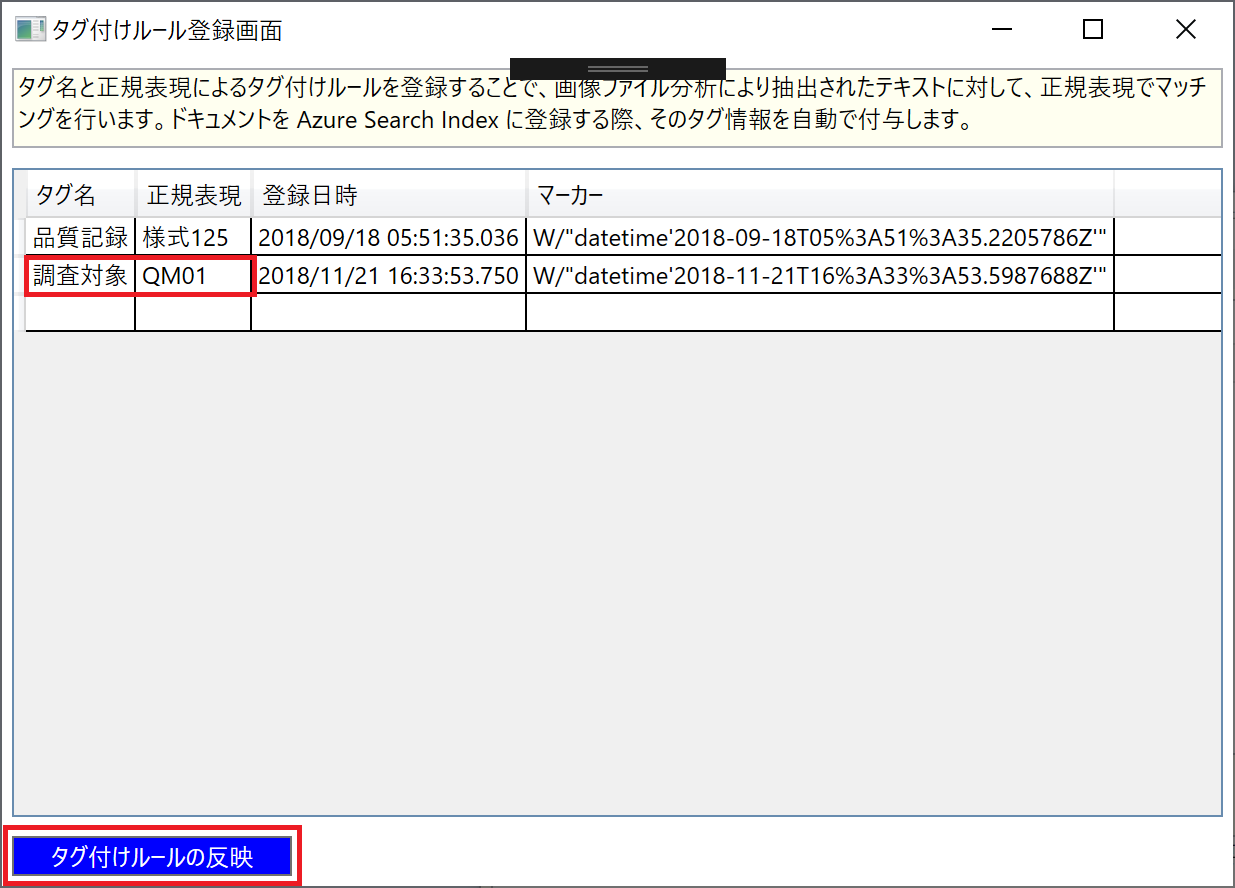 タグ付けルール登録画面
タグ名と正規表現によるタグ付けルールを登録することで、画像ファイル分析により抽出されたテキストに対して、正規表現でマッチ
ングを行います。ドキュメントを Azure Search Index に登録する際、そのタグ情報を自動で付与します。
タグ名 正規表現 登録日時 マーカー
品質記録 様式125 2018/09/18 05:51:35.036 W/"datetime'2018-09-18T05%3A51%3A35.2205786Z'"
調査対象 QM01 2018/11/21 16:33:53.750 W/"datetime'2018-11-21T16%3A33%3A53.5987688Z'"
タグ付けルールの反映